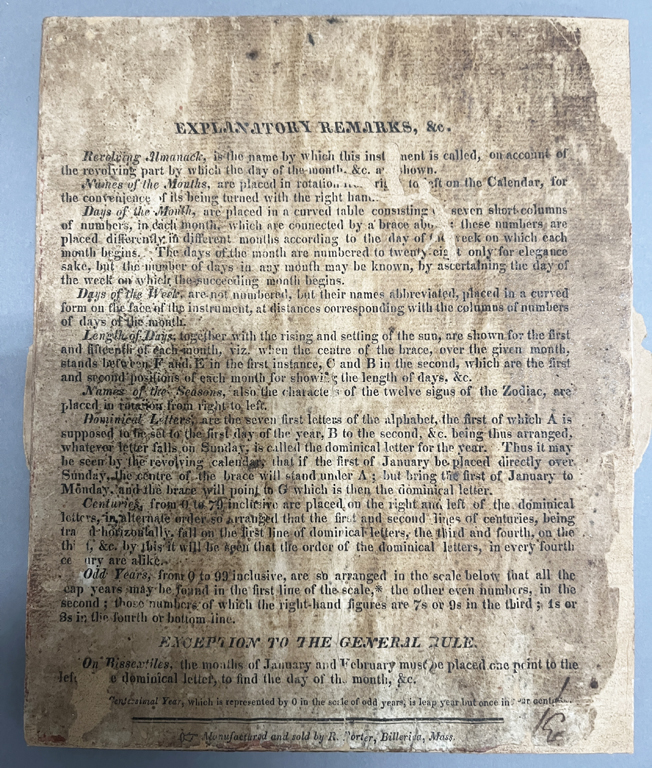 EXPLANATORY REMARKS, &c.
Revolving Almanack, is the name by which this inst ment is called, on account of
the revolving part by which the day of the month, &c. a shown.
Names of the Months, are placed in rotation righ to left on the Calendar, for
the convenience of its being turned with the right han
Days of the Month, are placed in a curved table consisting seven short columns
of numbers, in each month, which are connected by a brace abo ; these numbers are
placed differently in different months according to the day of week on which each
month begins. The days of the month are numbered to twenty-eight only for elegance
sake, but the number of days in any month may be known, by ascertaining the day of
the week on which the succeeding month begins.
Days of the Week, are not numbered, but their names abbreviated, placed in a curved
form on the face of the instrument, at distances corresponding with the columns of numbers
of days of the month.
Length of Days, together with the rising and setting of the sun, are shown for the first
and fifteenth of each month, viz. when the centre of the brace, over the given month,
stands between F and E in the first instance, C and B in the second, which are the first
and second positions of each month for showing the length of days, &c.
Names of the Seasons, also the characters of the twelve signs of the Zodiac, are
placed in rotation from right to left.
Dominical Letters, are the seven first letters of the alphabet, the first of which A is
supposed to be set to the first day of the year, B to the second, &c. being thus arranged,
whatever letter falls on Sunday, is called the dominical letter for the year. Thus it may
be seen by the revolving calendar, that if the first of January be placed directly over
Sunday, the centre of the brace will stand under A; but bring the first of January to
Monday, and the brace will point to G which is then the dominical letter.
Centuries, from 0 to 79 inclusive are placed on the right and left of the dominical
letters, in alternate order so arranged that the first and second lines of centuries, being
tra d horizontally, fall on the first line of dominical letters, the third and fourth, on the
th , &c. by this it will be seen that the order of the dominical letters, in every fourth
ce ury are alike.
Odd Years, from 0 to 99 inclusive, are so arranged in the scale below that all the
eap years may be found in the first line of the scale,* the other even numbers, in the
second; those numbers of which the right-hand figures are 7s or 9s in the third; 1s or
3s in the fourth or bottom line.
EXCEPTION TO THE GENERAL RULE.
On Bissextiles, the months of January and February must be placed one point to the
left e dominical letter, to find the day of the month, &c.
Centessimal Year, which is represented by 0 in the scale of odd years, is leap year but once in
Manufactured and sold by R. Porter, Billerica, Mass.